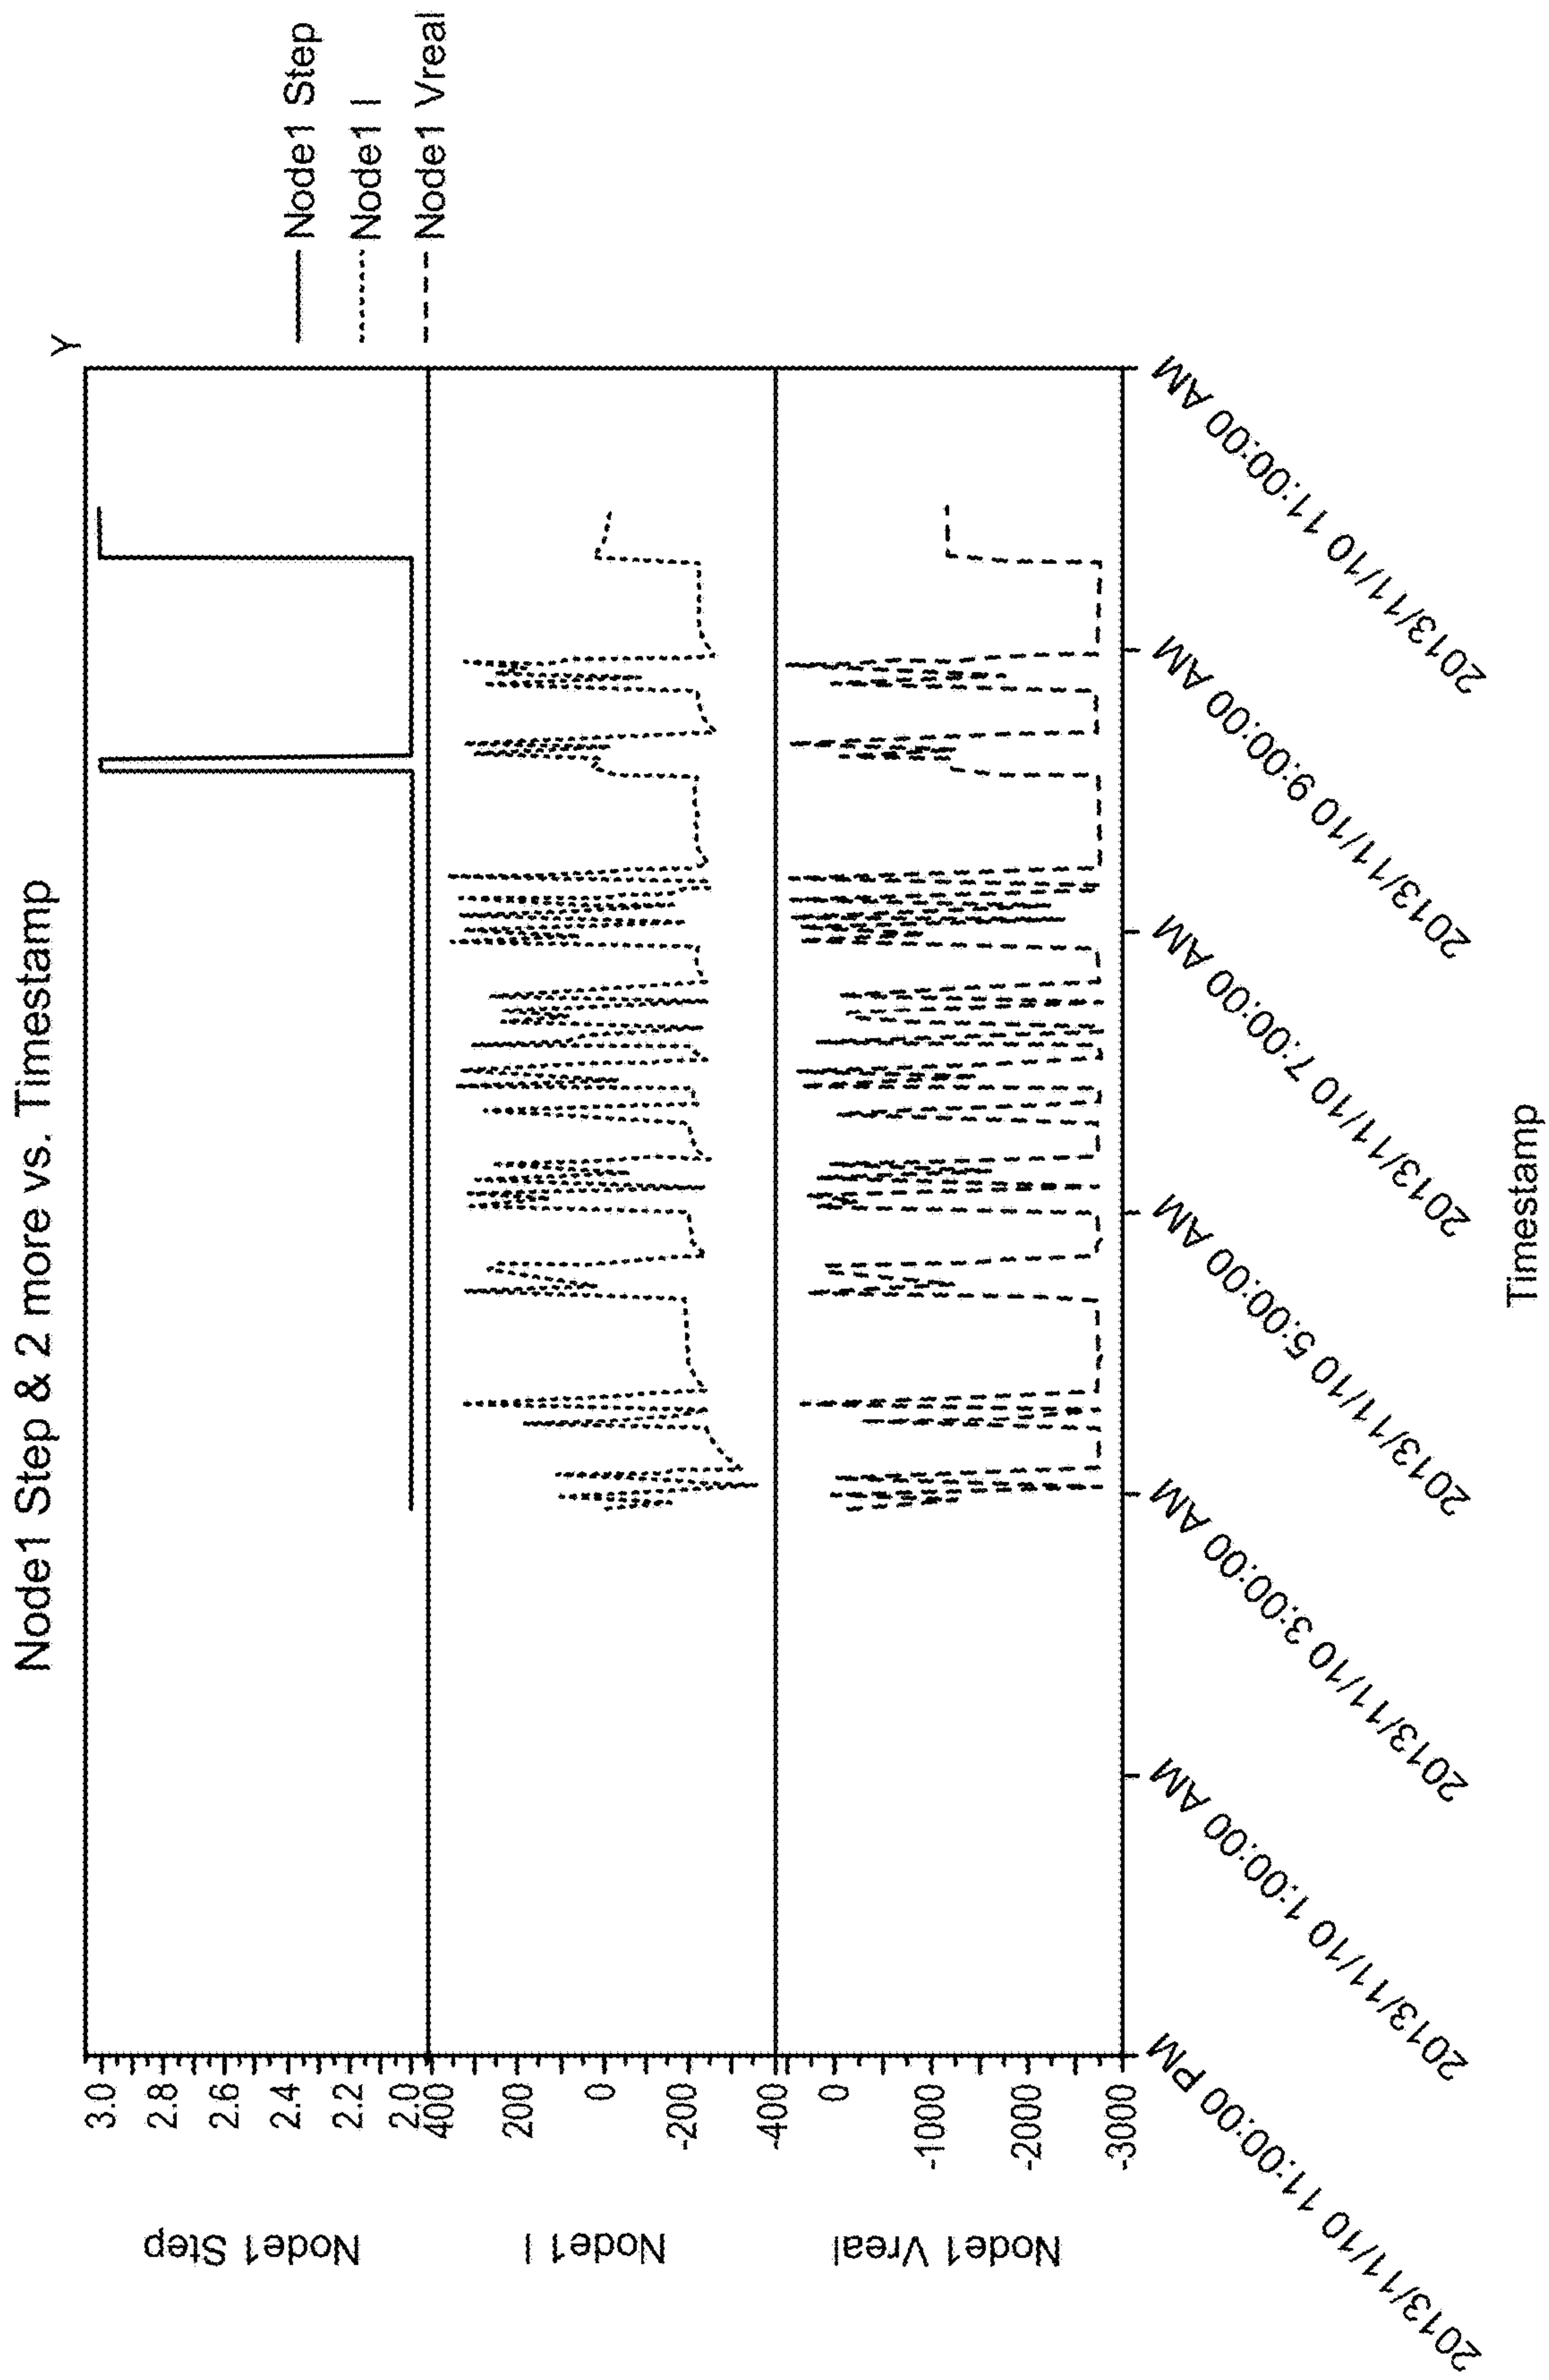 Node1 Step & 2 more vs. Timestamp
Y
Node1 Step
Node1 I
Node1 Vreal
Node1 Step
3.0
2.8
2.6
2.4
2.2
2.0
Node1 I
400
200
0
-200
-400
Node1 Vreal
0
-1000
-2000
-3000
2013/11/10 11:00:00 PM
2013/11/10 1:00:00 AM
2013/11/10 3:00:00 AM
2013/11/10 5:00:00 AM
2013/11/10 7:00:00 AM
2013/11/10 9:00:00 AM
2013/11/10 11:00:00 AM
Timestamp